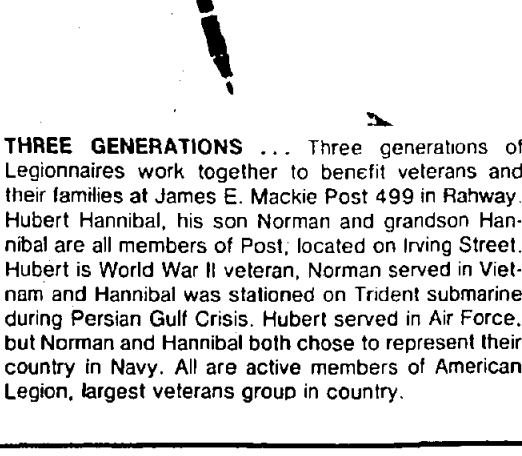 THREE GENERATIONS ... Three generations of
Legionnaires work together to benefit veterans and
their families at James E. Mackie Post 499 in Rahway.
Hubert Hannibal, his son Norman and grandson Han-
nibal are all members of Post, located on Irving Street.
Hubert is World War II veteran, Norman served in Viet-
nam and Hannibal was stationed on Trident submarine
during Persian Gulf Crisis. Hubert served in Air Force,
but Norman and Hannibal both chose to represent their
country in Navy. All are active members of American
Legion, largest veterans group in country.